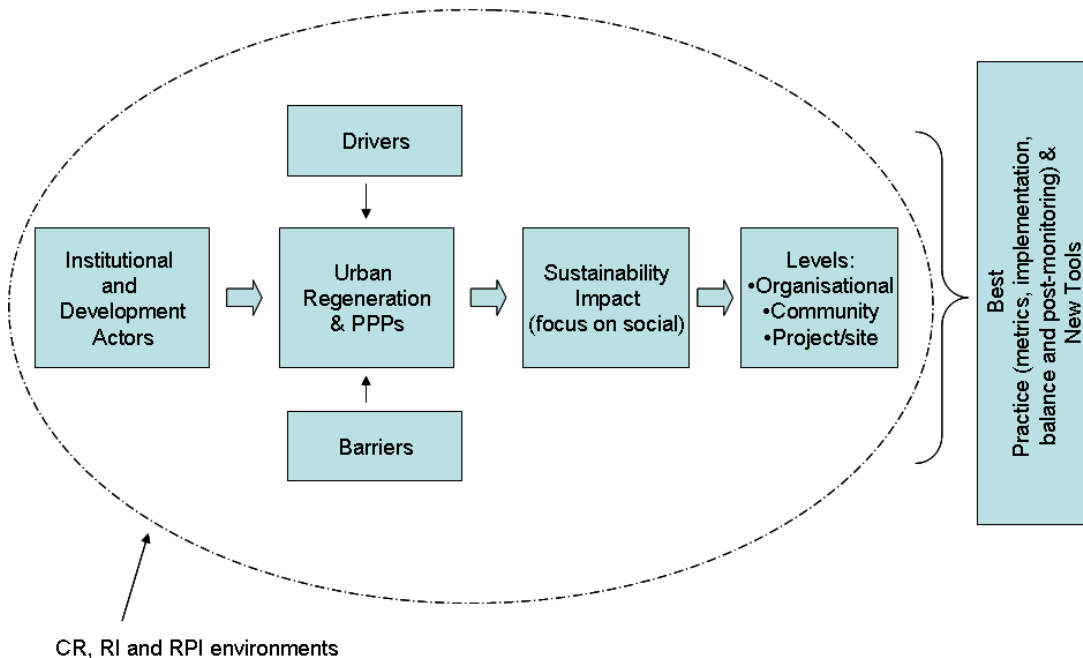 Drivers
Institutional
and
Development
Actors
Urban
Regeneration
& PPPs
Sustainability
Impact
(focus on social)
Levels:
•Organisational
•Community
•Project/site
Barriers
Best
Practice (metrics, implementation,
balance and post-monitoring) &
New Tools
CR, RI and RPI environments